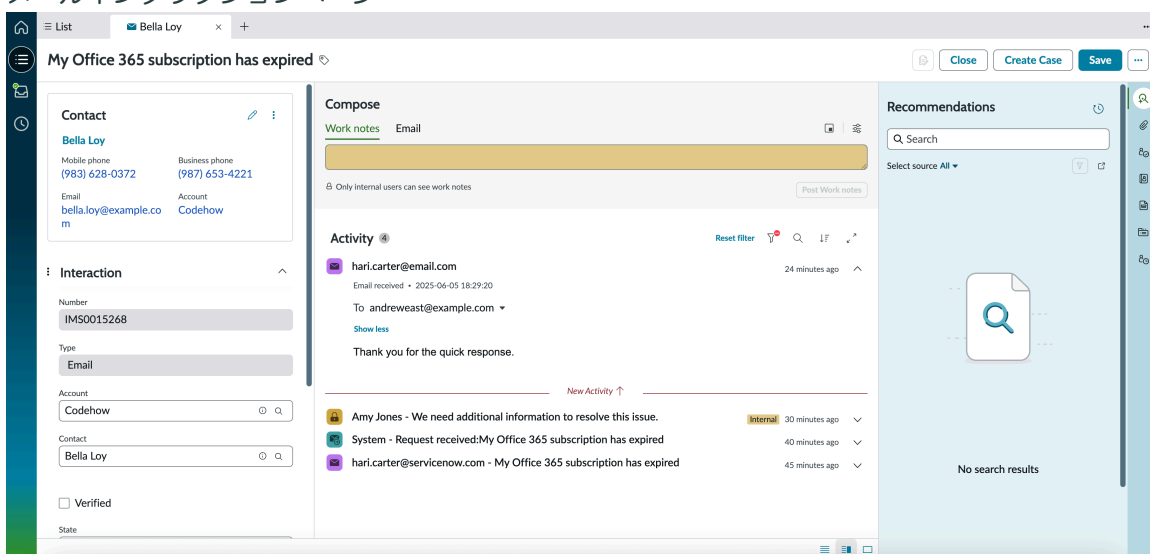 List
Bella Loy
My Office 365 subscription has expired
Close
Create Case
Save
Contact
Bella Loy
Mobile phone
Business phone
(983) 628-0372
(987) 653-4221
Email
Account
bella.loy@example.co
m
Codehow
Interaction
Number
IMS0015268
Type
Email
Account
Codehow
Contact
Bella Loy
Verified
State
Compose
Work notes
Email
Only internal users can see work notes
Post Work notes
Activity 4
Reset filter
hari.carter@email.com
24 minutes ago
Email received • 2025-06-05 18:29:20
To andreweast@example.com
Show less
Thank you for the quick response.
New Activity ↑
Amy Jones - We need additional information to resolve this issue.
Internal 30 minutes ago
System - Request received:My Office 365 subscription has expired
40 minutes ago
hari.carter@servicenow.com - My Office 365 subscription has expired
45 minutes ago
Recommendations
Search
Select source All
No search results